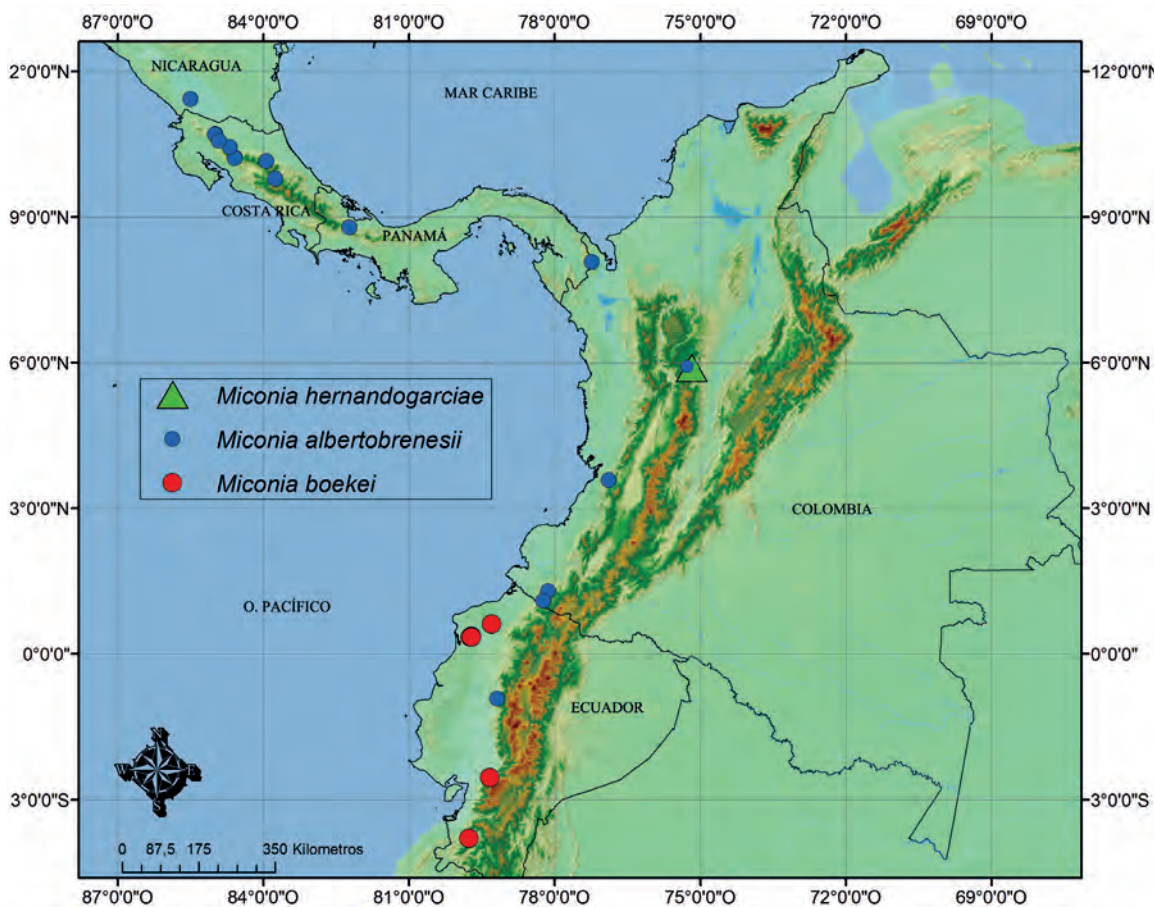 87°0'0"W 84°0'0"W 81°0'0"W 78°0'0"W 75°0'0"W 72°0'0"W 69°0'0"W
NICARAGUA
MAR CARIBE
COSTA RICA
PANAMÁ
Miconia hernandogarciae
Miconia albertobrenesii
Miconia boekei
COLOMBIA
O. PACÍFICO
ECUADOR
2°0'0"N 12°0'0"N
9°0'0"N 9°0'0"N
6°0'0"N 6°0'0"N
3°0'0"N 3°0'0"N
0°0'0" 0°0'0"
3°0'0"S 3°0'0"S
N
W E
S
0 87,5 175 350 Kilometros
87°0'0"W 84°0'0"W 81°0'0"W 78°0'0"W 75°0'0"W 72°0'0"W 69°0'0"W